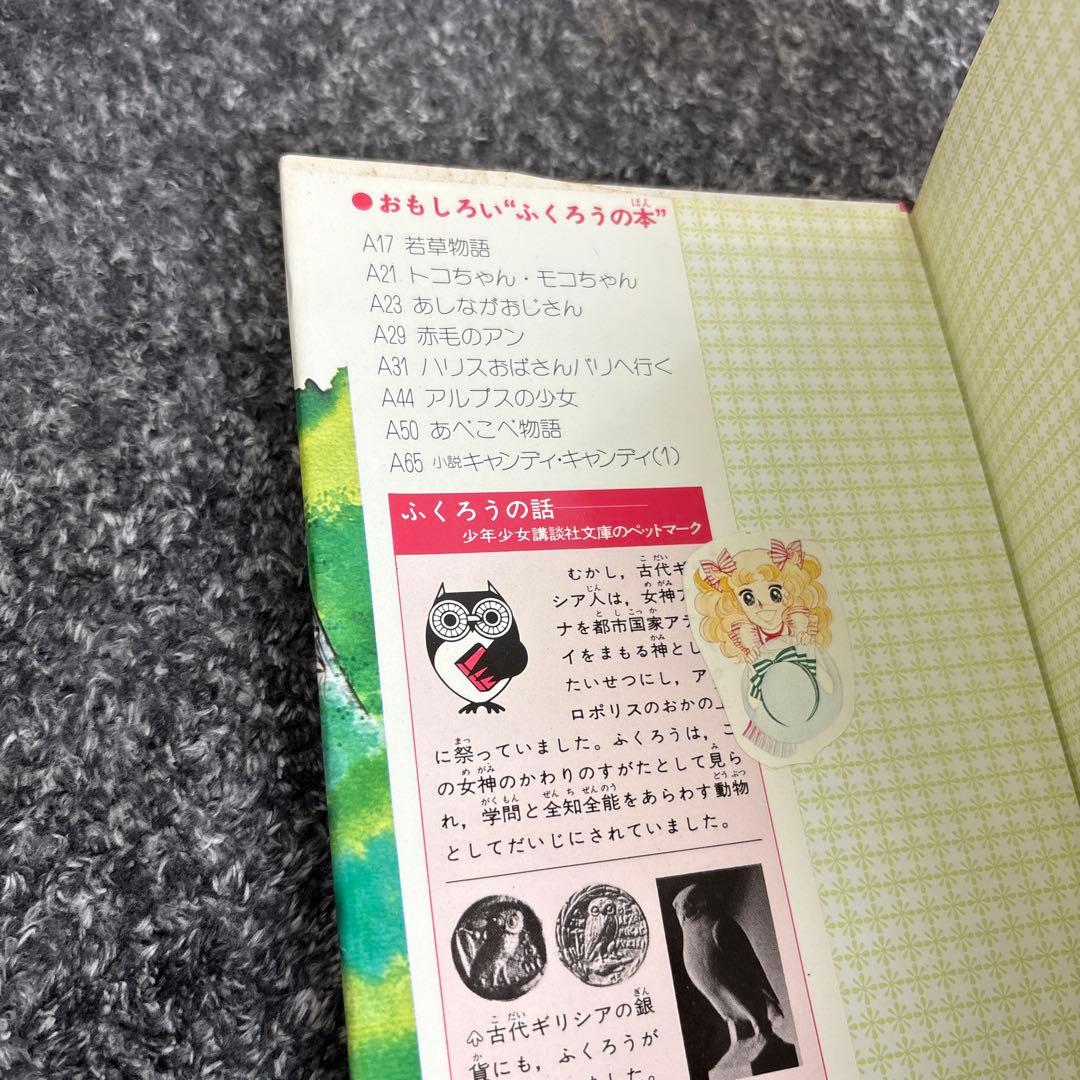 ●おもしろい“ふくろうの本”
A17 若草物語
A21 トコちゃん・モコちゃん
A23 あしながおじさん
A29 赤毛のアン
A31 ハリスおばさんパリへ行く
A44 アルプスの少女
A50 あべこべ物語
A65 小説キャンディ・キャンディ(1)
ふくろうの話
少年少女講談社文庫のペットマーク
むかし，古代ギ
シア人は，女神ア
ナを都市国家アテ
イをまもる神とし
たいせつにし，ア
ロポリスのおかの上
に祭っていました。ふくろうは，こ
の女神のかわりのすがたとして見ら
れ，学問と全知全能をあらわす動物
としてだいじにされていました。
古代ギリシアの銀
貨にも，ふくろうが
ました。